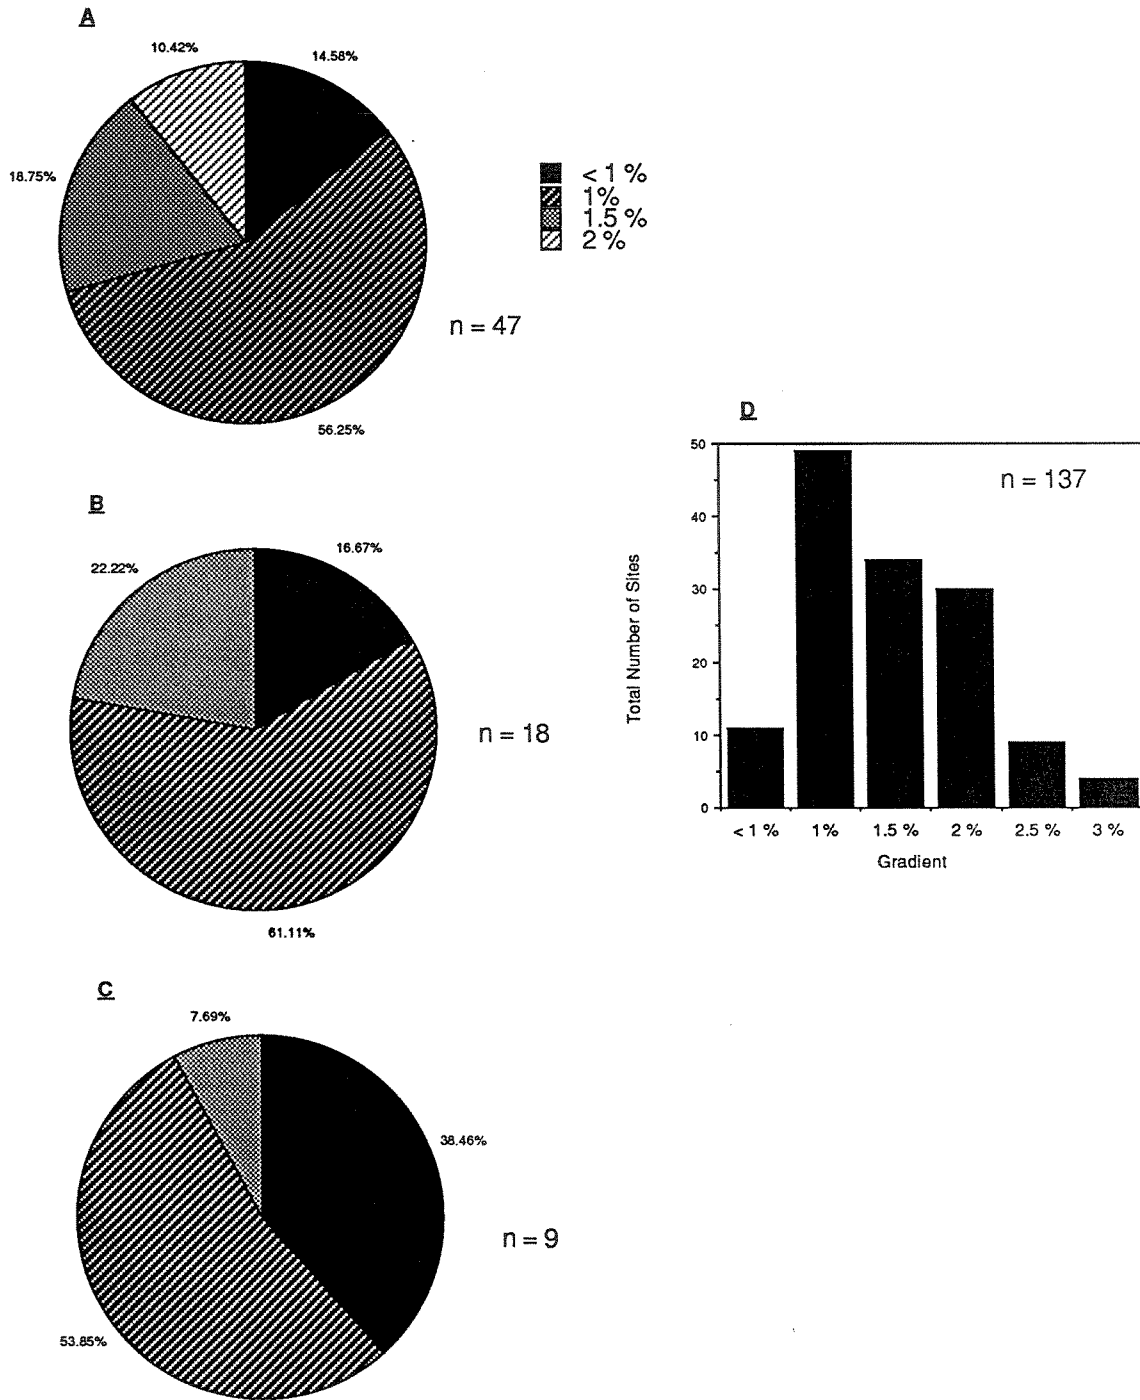 A
10.42%
14.58%
18.75%
56.25%
< 1 %
1%
1.5 %
2 %
n = 47
B
22.22%
16.67%
61.11%
n = 18
C
7.69%
38.46%
53.85%
n = 9
D
n = 137
50
40
30
20
10
0
Total Number of Sites
< 1 % 1% 1.5 % 2 % 2.5 % 3 %
Gradient